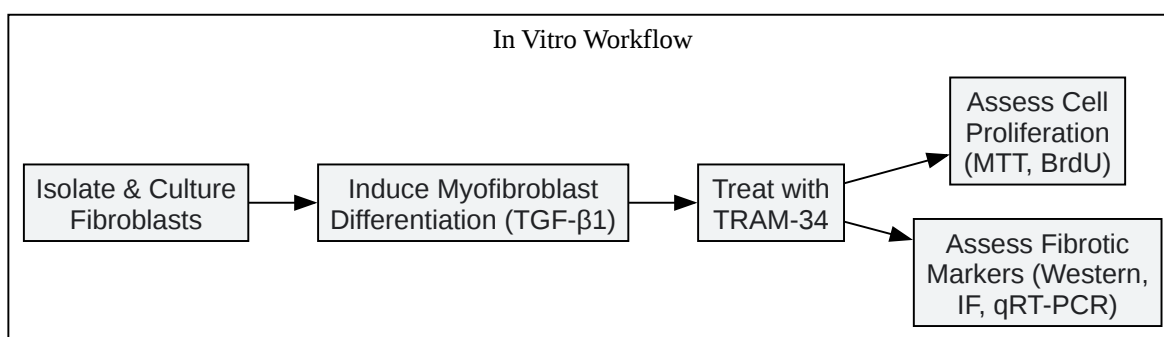 In Vitro Workflow
Isolate & Culture
Fibroblasts
Induce Myofibroblast
Differentiation (TGF-β1)
Treat with
TRAM-34
Assess Cell
Proliferation
(MTT, BrdU)
Assess Fibrotic
Markers (Western,
IF, qRT-PCR)